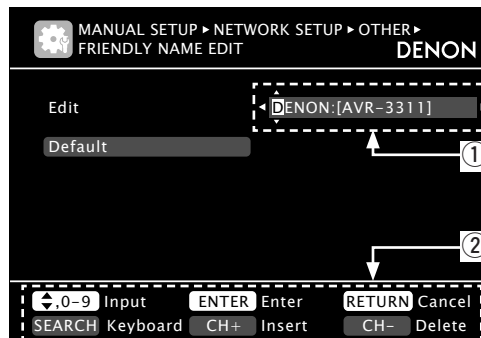 MANUAL SETUP ▸ NETWORK SETUP ▸ OTHER ▸
FRIENDLY NAME EDIT
DENON
Edit
DENON:[AVR-3311]
Default
①
②
,0-9 Input ENTER Enter RETURN Cancel
SEARCH Keyboard CH+ Insert CH- Delete